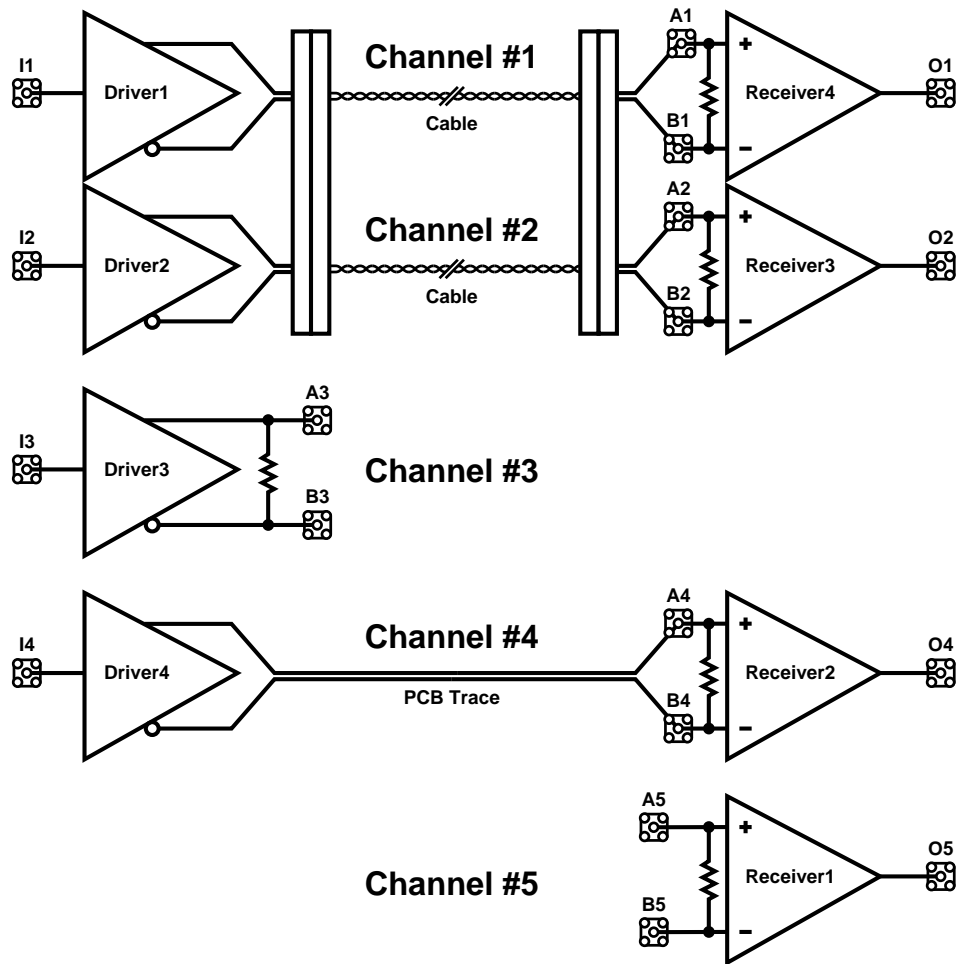 A1
I1
Channel #1
+
O1
Driver1
Receiver4
Cable
B1
−
A2
I2
Channel #2
+
O2
Driver2
Receiver3
Cable
B2
−
A3
I3
Driver3
Channel #3
B3
A4
I4
Channel #4
+
O4
Driver4
Receiver2
PCB Trace
B4
−
A5
+
O5
Channel #5
Receiver1
B5
−